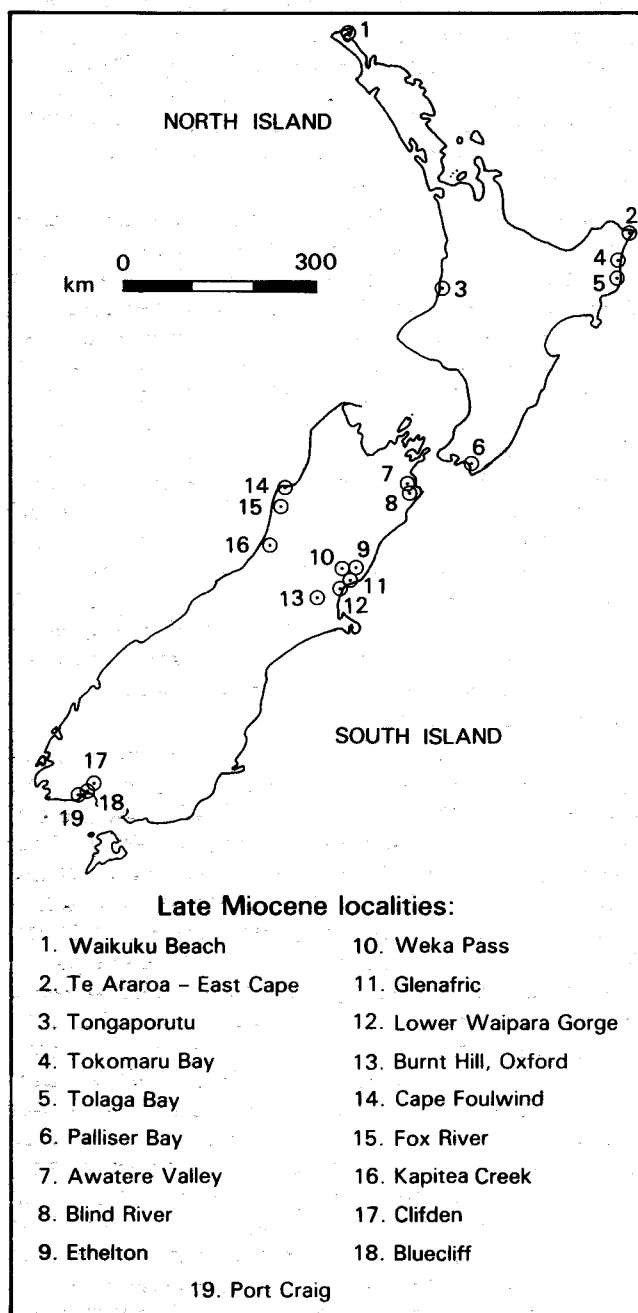 1
NORTH ISLAND
2
0 300
km
4
5
3
6
7
14
8
15
16
10 9
11
13
12
SOUTH ISLAND
17
18
19
Late Miocene localities:
1. Waikuku Beach
2. Te Araroa – East Cape
3. Tongaporutu
4. Tokomaru Bay
5. Tolaga Bay
6. Palliser Bay
7. Awatere Valley
8. Blind River
9. Ethelton
10. Weka Pass
11. Glenafric
12. Lower Waipara Gorge
13. Burnt Hill, Oxford
14. Cape Foulwind
15. Fox River
16. Kapitea Creek
17. Clifden
18. Bluecliff
19. Port Craig